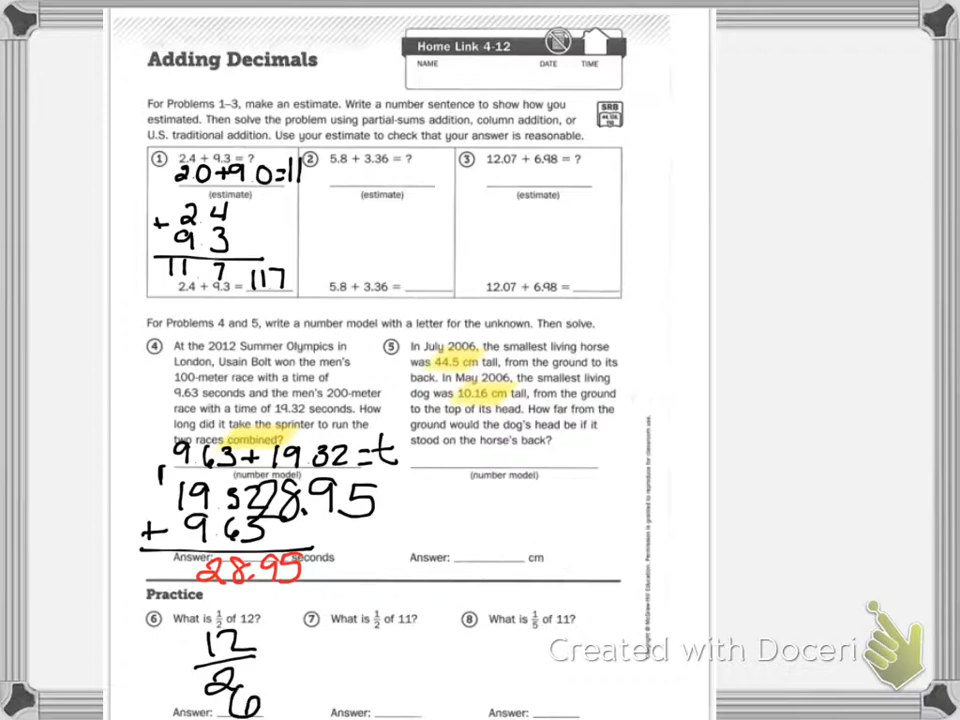 Adding Decimals
Home Link 4-12
NAME DATE TIME
For Problems 1–3, make an estimate. Write a number sentence to show how you
estimated. Then solve the problem using partial-sums addition, column addition, or
U.S. traditional addition. Use your estimate to check that your answer is reasonable.
SRB
① 2.4 + 9.3 = ?
2.0+9.0=11
(estimate)
2.4
+ 9.3
11.7
2.4 + 9.3 = 11.7
② 5.8 + 3.36 = ?
(estimate)
5.8 + 3.36 =
③ 12.07 + 6.98 = ?
(estimate)
12.07 + 6.98 =
For Problems 4 and 5, write a number model with a letter for the unknown. Then solve.
④ At the 2012 Summer Olympics in
London, Usain Bolt won the men's
100-meter race with a time of
9.63 seconds and the men's 200-meter
race with a time of 19.32 seconds. How
long did it take the sprinter to run the
two races combined?
9.63+19.32=t
(number model)
1
19.32 28.95
+ 9.63
Answer: seconds
28.95
⑤ In July 2006, the smallest living horse
was 44.5 cm tall, from the ground to its
back. In May 2006, the smallest living
dog was 10.16 cm tall, from the ground
to the top of its head. How far from the
ground would the dog's head be if it
stood on the horse's back?
(number model)
Answer: cm
Practice
⑥ What is 1/2 of 12?
12
2
6
Answer:
⑦ What is 1/2 of 11?
Answer:
⑧ What is 1/5 of 11?
Answer:
Copyright © McGraw-Hill Education. Permission is granted to reproduce for classroom use.
Created with Doceri